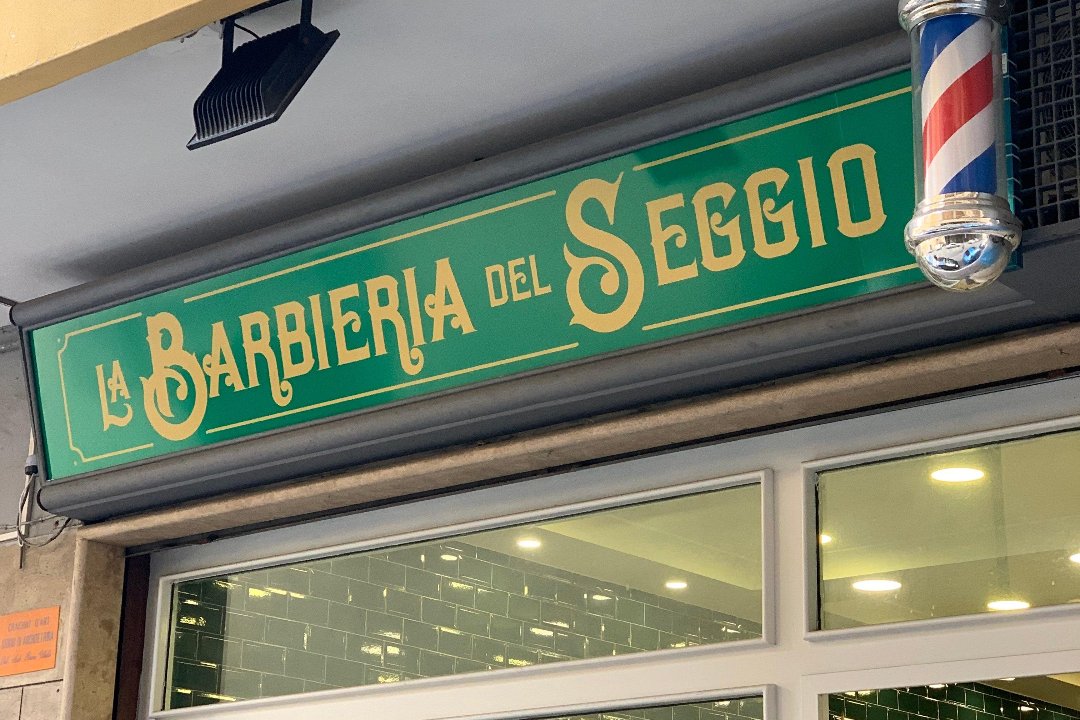 LA BARBIERIA DEL SEGGIO